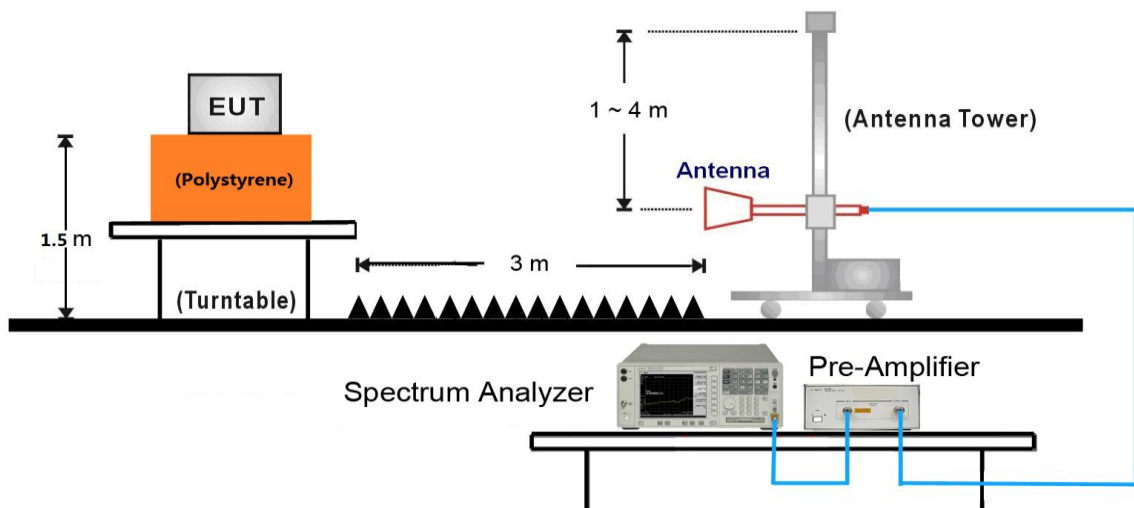 EUT
(Polystyrene)
1.5 m
(Turntable)
3 m
1 ~ 4 m
Antenna
(Antenna Tower)
Spectrum Analyzer
Pre-Amplifier